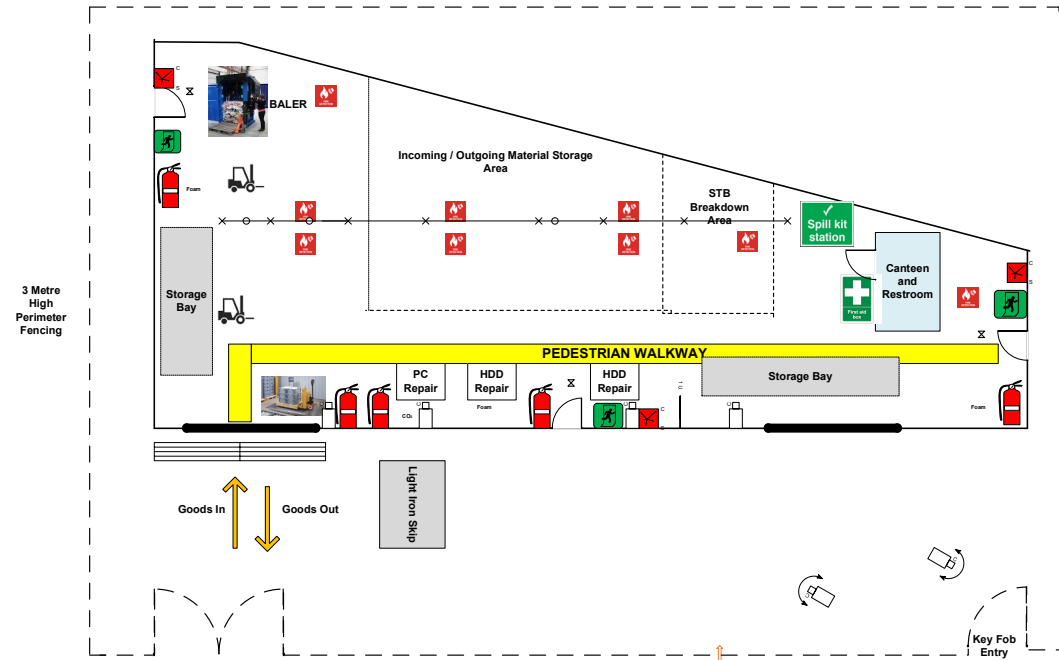 C
S
BALER
Incoming / Outgoing Material Storage
Area
STB
Breakdown
Area
Foam
Spill kit
station
Canteen
and
Restroom
C
S
First aid
box
Storage
Bay
3 Metre
High
Perimeter
Fencing
PEDESTRIAN WALKWAY
PC
Repair
HDD
Repair
HDD
Repair
Storage Bay
Foam
CO₂
Foam
C
S
Light Iron Skip
Goods In
Goods Out
Key Fob
Entry